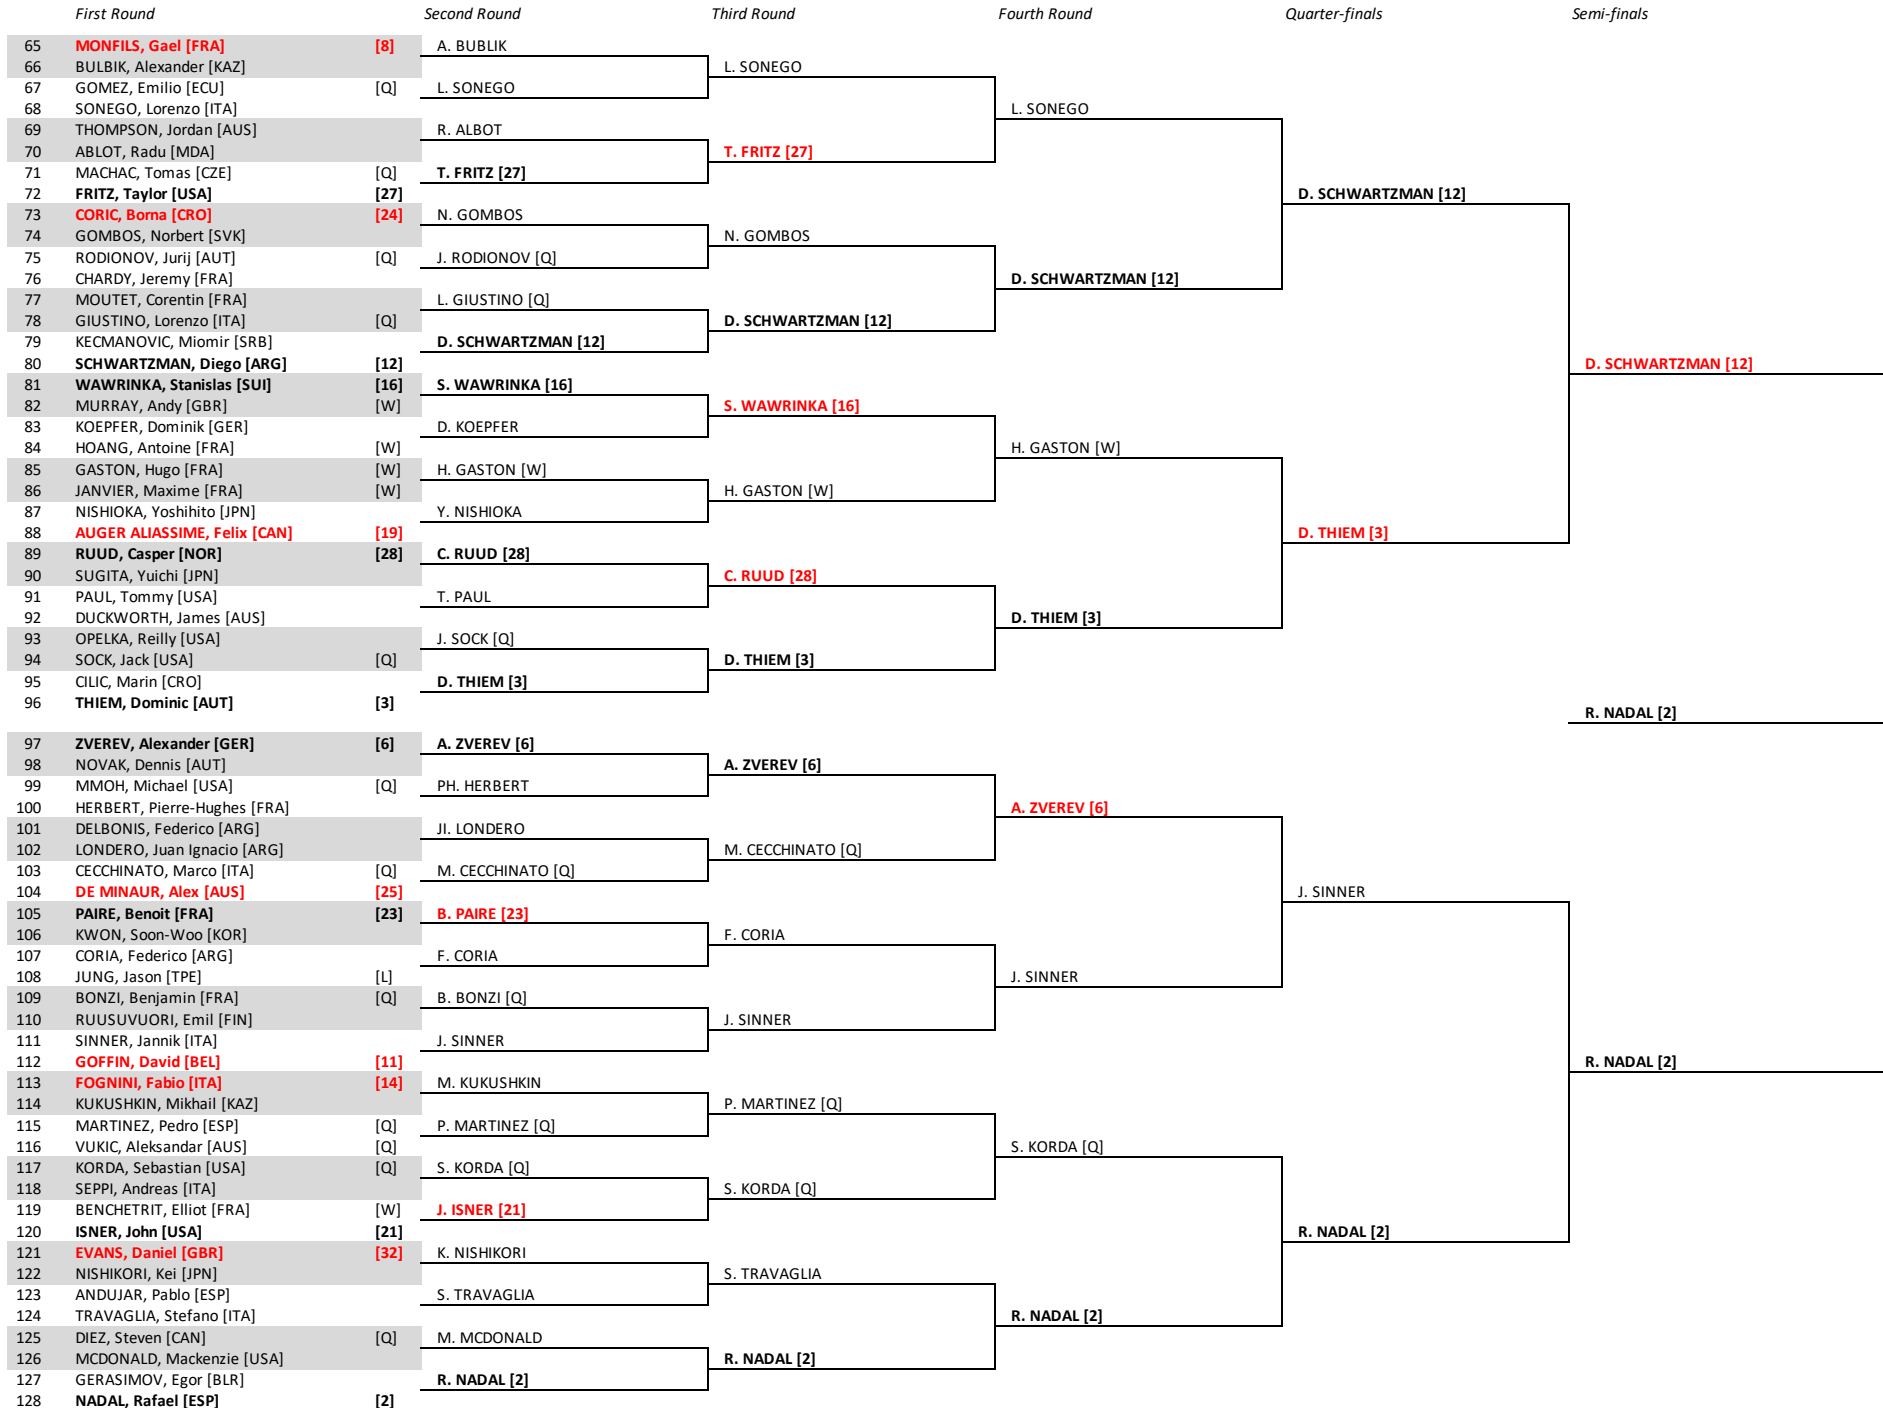 First Round Second Round Third Round Fourth Round Quarter-finals Semi-finals
65 MONFILS, Gael [FRA] [8] A. BUBLIK
66 BULBIK, Alexander [KAZ] L. SONEGO
67 GOMEZ, Emilio [ECU] [Q] L. SONEGO
68 SONEGO, Lorenzo [ITA] L. SONEGO
69 THOMPSON, Jordan [AUS] R. ALBOT
70 ABLOT, Radu [MDA] T. FRITZ [27]
71 MACHAC, Tomas [CZE] [Q] T. FRITZ [27]
72 FRITZ, Taylor [USA] [27] D. SCHWARTZMAN [12]
73 CORIC, Borna [CRO] [24] N. GOMBOS
74 GOMBOS, Norbert [SVK] N. GOMBOS
75 RODIONOV, Jurij [AUT] [Q] J. RODIONOV [Q]
76 CHARDY, Jeremy [FRA] D. SCHWARTZMAN [12]
77 MOUTET, Corentin [FRA] L. GIUSTINO [Q]
78 GIUSTINO, Lorenzo [ITA] [Q] D. SCHWARTZMAN [12]
79 KECMANOVIC, Miomir [SRB] D. SCHWARTZMAN [12]
80 SCHWARTZMAN, Diego [ARG] [12] D. SCHWARTZMAN [12]
81 WAWRINKA, Stanislas [SUI] [16] S. WAWRINKA [16]
82 MURRAY, Andy [GBR] [W] S. WAWRINKA [16]
83 KOEPFER, Dominik [GER] D. KOEPFER
84 HOANG, Antoine [FRA] [W] H. GASTON [W]
85 GASTON, Hugo [FRA] [W] H. GASTON [W]
86 JANVIER, Maxime [FRA] [W] H. GASTON [W]
87 NISHIOKA, Yoshihito [JPN] Y. NISHIOKA
88 AUGER ALIASSIME, Felix [CAN] [19] D. THIEM [3]
89 RUUD, Casper [NOR] [28] C. RUUD [28]
90 SUGITA, Yuichi [JPN] C. RUUD [28]
91 PAUL, Tommy [USA] T. PAUL
92 DUCKWORTH, James [AUS] D. THIEM [3]
93 OPELKA, Reilly [USA] J. SOCK [Q]
94 SOCK, Jack [USA] [Q] D. THIEM [3]
95 CILIC, Marin [CRO] D. THIEM [3]
96 THIEM, Dominic [AUT] [3]
R. NADAL [2]
97 ZVEREV, Alexander [GER] [6] A. ZVEREV [6]
98 NOVAK, Dennis [AUT] A. ZVEREV [6]
99 MMOH, Michael [USA] [Q] PH. HERBERT
100 HERBERT, Pierre-Hughes [FRA] A. ZVEREV [6]
101 DELBONIS, Federico [ARG] JI. LONDERO
102 LONDERO, Juan Ignacio [ARG] M. CECCHINATO [Q]
103 CECCHINATO, Marco [ITA] [Q] M. CECCHINATO [Q]
104 DE MINAUR, Alex [AUS] [25] J. SINNER
105 PAIRE, Benoit [FRA] [23] B. PAIRE [23]
106 KWON, Soon-Woo [KOR] F. CORIA
107 CORIA, Federico [ARG] F. CORIA
108 JUNG, Jason [TPE] [L] J. SINNER
109 BONZI, Benjamin [FRA] [Q] B. BONZI [Q]
110 RUUSUVUORI, Emil [FIN] J. SINNER
111 SINNER, Jannik [ITA] J. SINNER
112 GOFFIN, David [BEL] [11] R. NADAL [2]
113 FOGNINI, Fabio [ITA] [14] M. KUKUSHKIN
114 KUKUSHKIN, Mikhail [KAZ] P. MARTINEZ [Q]
115 MARTINEZ, Pedro [ESP] [Q] P. MARTINEZ [Q]
116 VUKIC, Aleksandar [AUS] [Q] S. KORDA [Q]
117 KORDA, Sebastian [USA] [Q] S. KORDA [Q]
118 SEPPI, Andreas [ITA] S. KORDA [Q]
119 BENCHETRIT, Elliot [FRA] [W] J. ISNER [21]
120 ISNER, John [USA] [21] R. NADAL [2]
121 EVANS, Daniel [GBR] [32] K. NISHIKORI
122 NISHIKORI, Kei [JPN] S. TRAVAGLIA
123 ANDUJAR, Pablo [ESP] S. TRAVAGLIA
124 TRAVAGLIA, Stefano [ITA] R. NADAL [2]
125 DIEZ, Steven [CAN] [Q] M. MCDONALD
126 MCDONALD, Mackenzie [USA] R. NADAL [2]
127 GERASIMOV, Egor [BLR] R. NADAL [2]
128 NADAL, Rafael [ESP] [2]